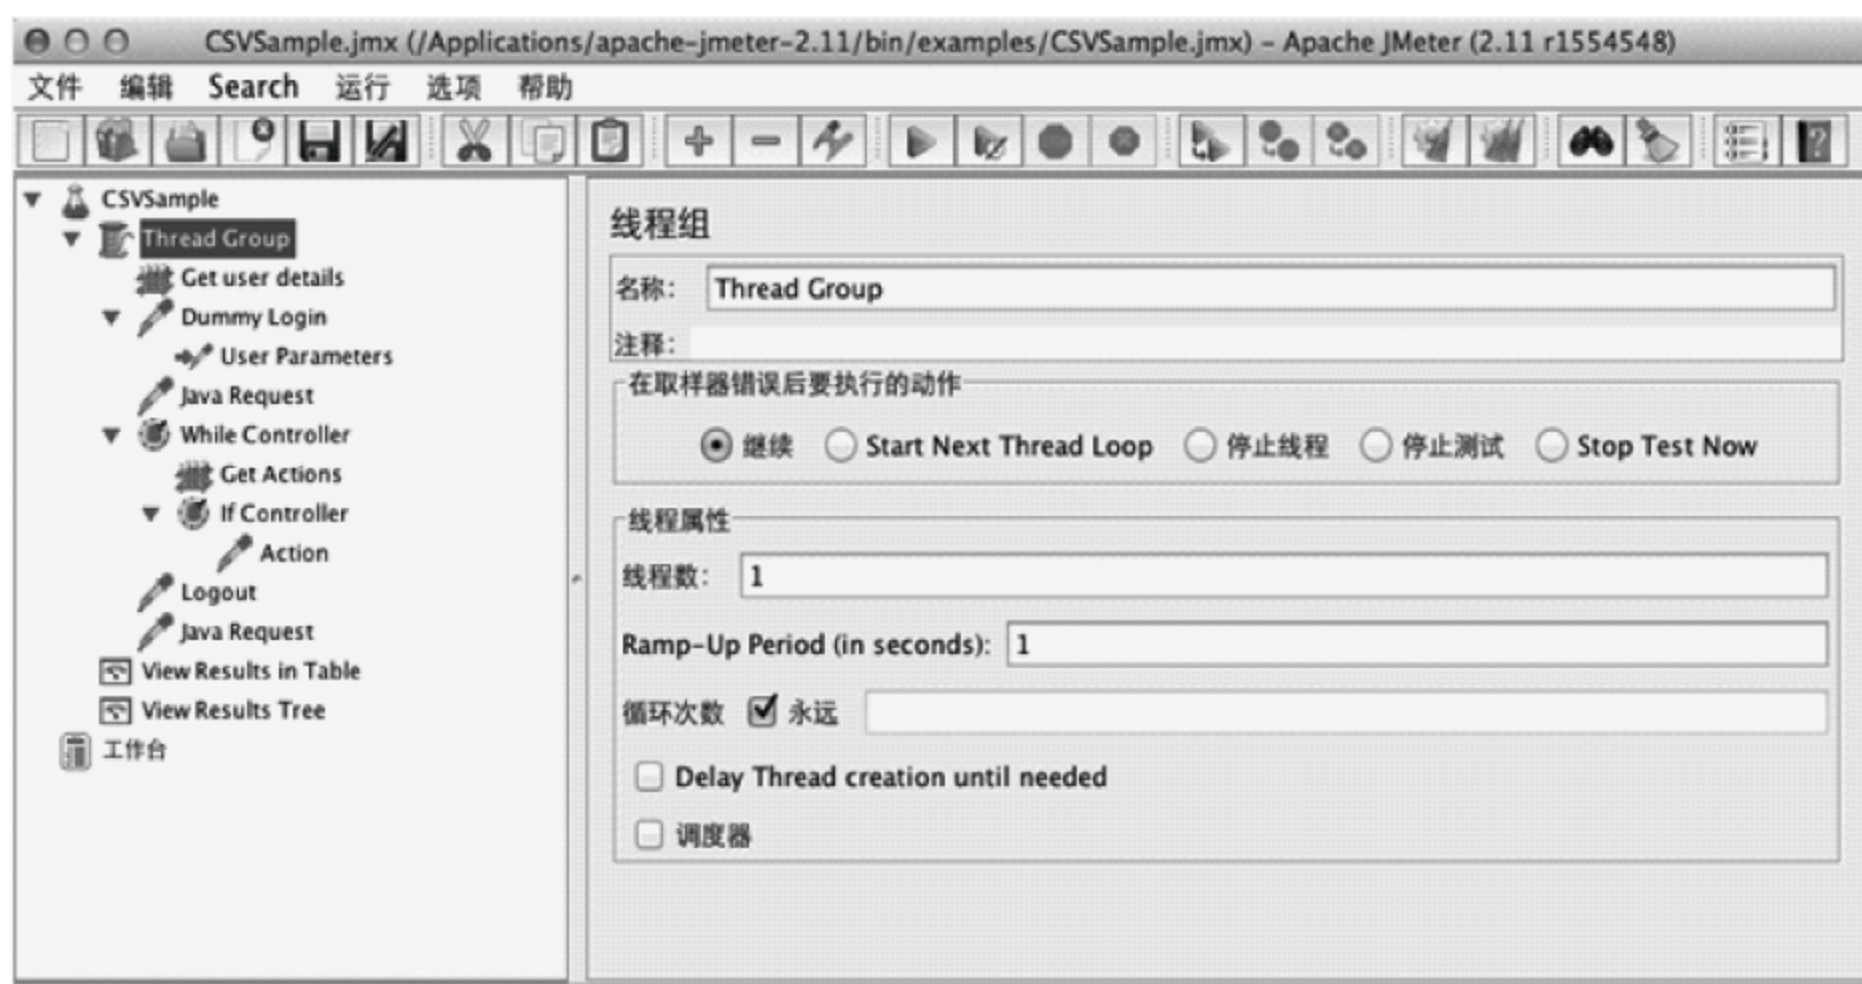 CSVSample.jmx (/Applications/apache-jmeter-2.11/bin/examples/CSVSample.jmx) – Apache JMeter (2.11 r1554548)
文件 编辑 Search 运行 选项 帮助
CSVSample
Thread Group
Get user details
Dummy Login
User Parameters
Java Request
While Controller
Get Actions
If Controller
Action
Logout
Java Request
View Results in Table
View Results Tree
工作台
线程组
名称: Thread Group
注释:
在取样器错误后要执行的动作
继续 Start Next Thread Loop 停止线程 停止测试 Stop Test Now
线程属性
线程数: 1
Ramp-Up Period (in seconds): 1
循环次数 永远
Delay Thread creation until needed
调度器